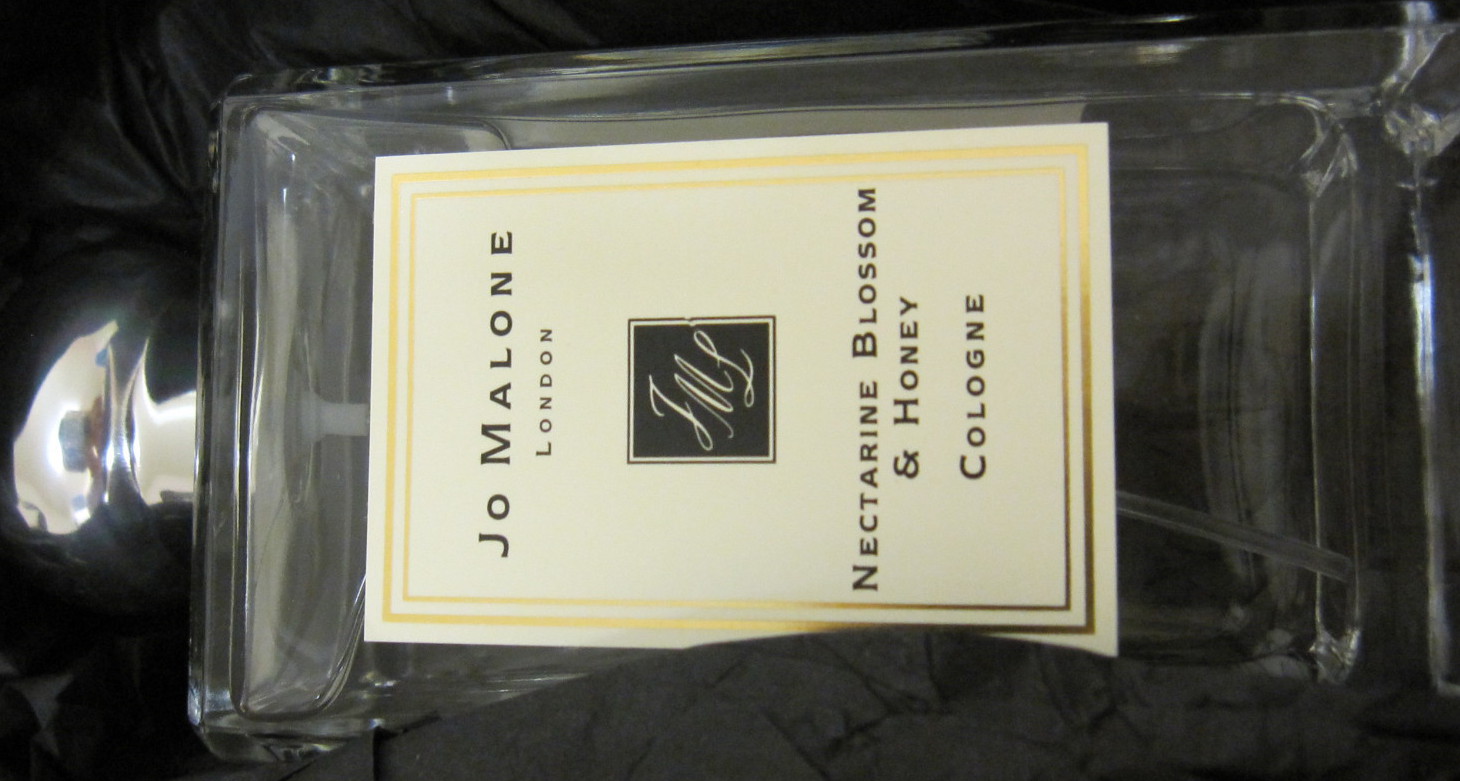 Jo Malone
London
JML
Nectarine Blossom
& Honey
Cologne